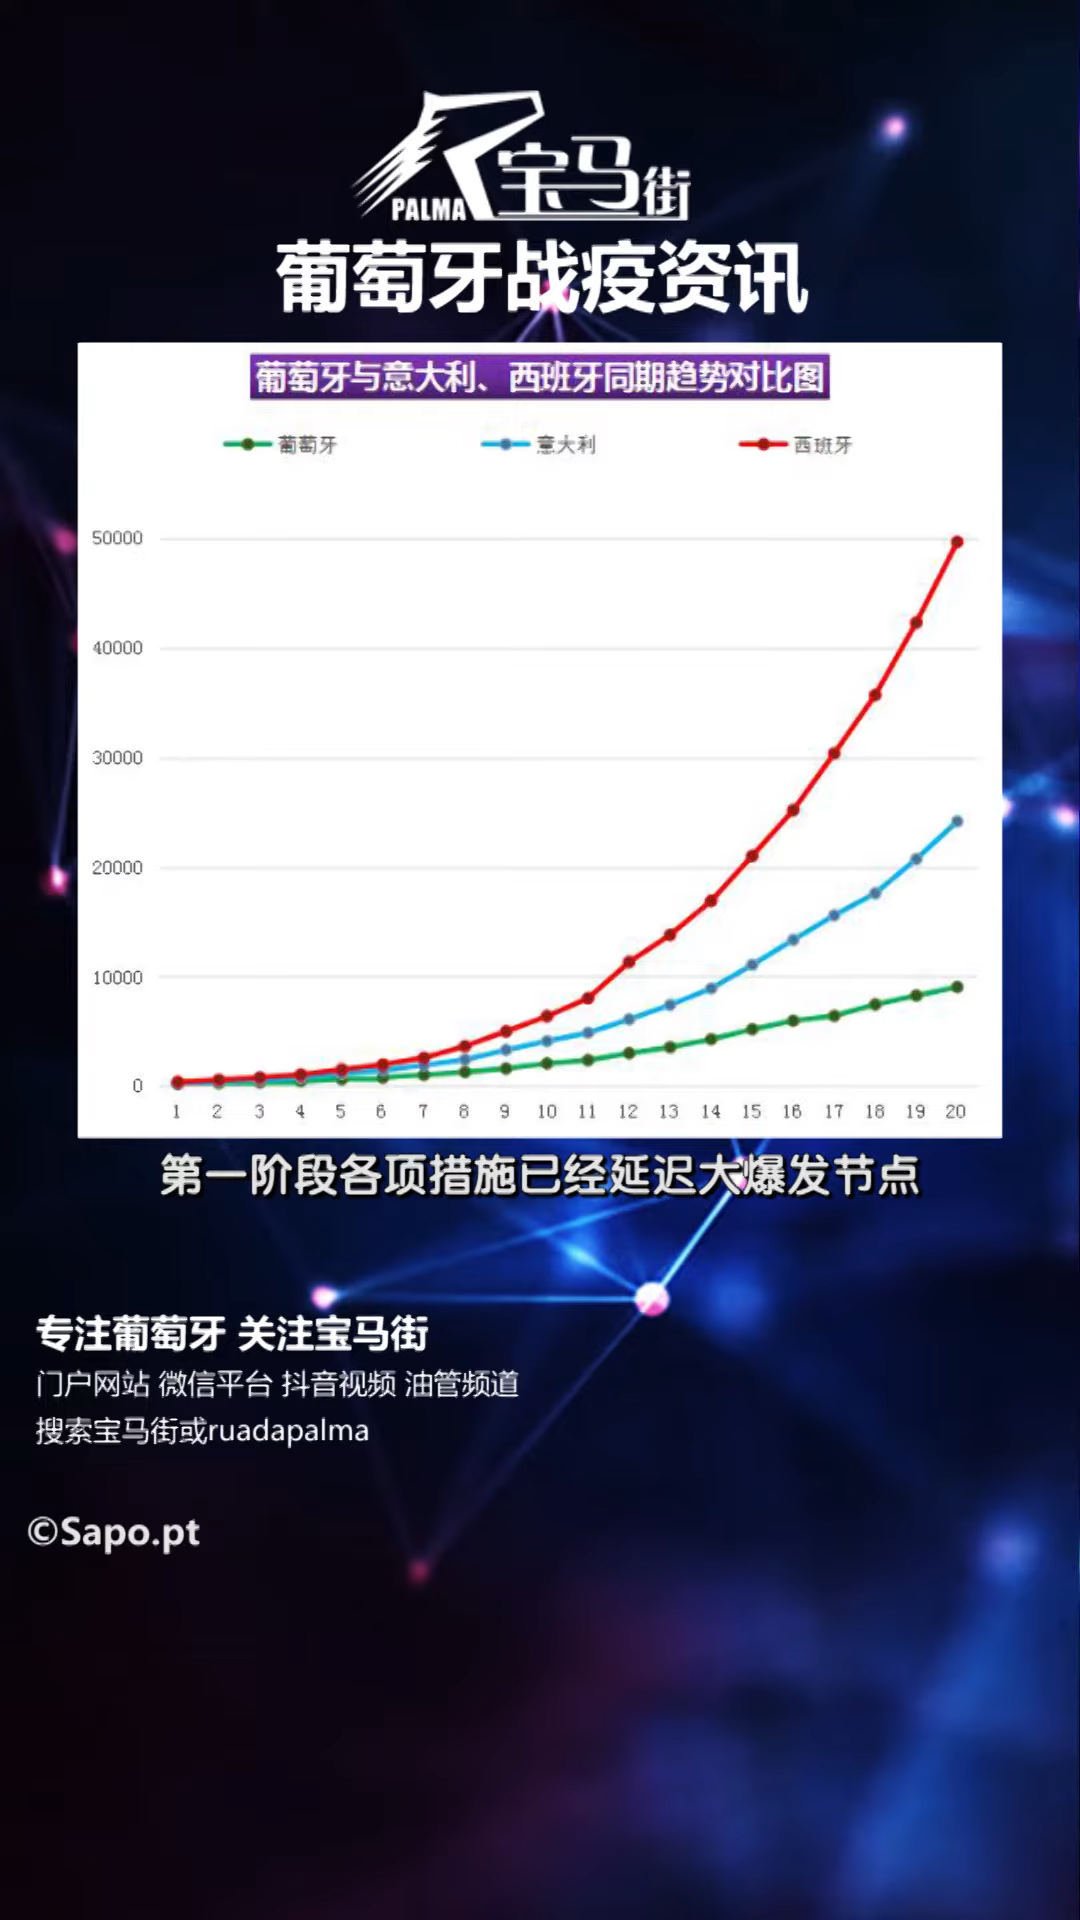 PALMA 宝马街
葡萄牙战疫资讯
葡萄牙与意大利、西班牙同期趋势对比图
葡萄牙 意大利 西班牙
50000
40000
30000
20000
10000
0
1 2 3 4 5 6 7 8 9 10 11 12 13 14 15 16 17 18 19 20
第一阶段各项措施已经延迟大爆发节点
专注葡萄牙 关注宝马街
门户网站 微信平台 抖音视频 油管频道
搜索宝马街或ruadapalma
©Sapo.pt